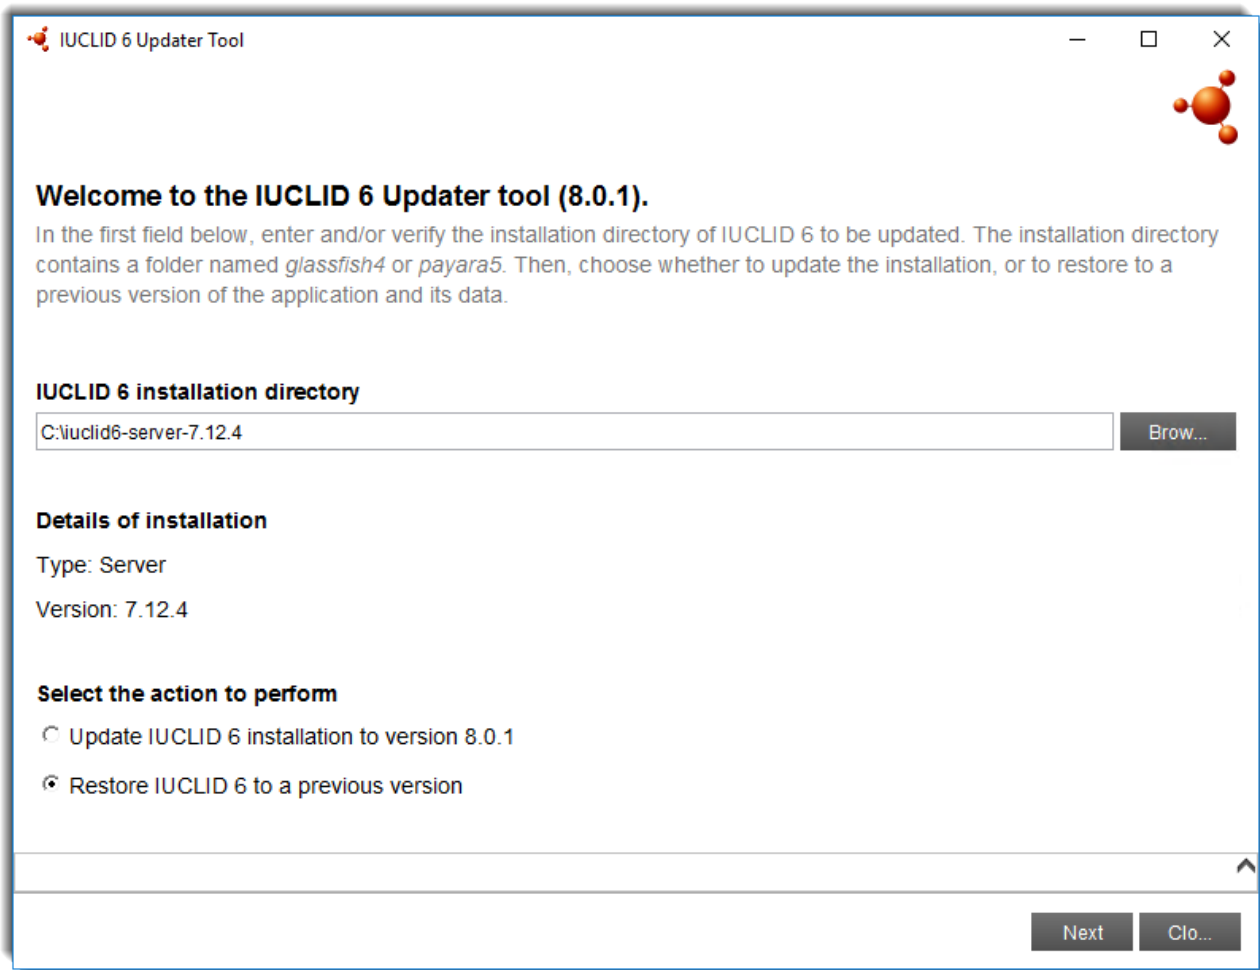 IUCLID 6 Updater Tool
Welcome to the IUCLID 6 Updater tool (8.0.1).
In the first field below, enter and/or verify the installation directory of IUCLID 6 to be updated. The installation directory
contains a folder named glassfish4 or payara5. Then, choose whether to update the installation, or to restore to a
previous version of the application and its data.
IUCLID 6 installation directory
C:\iuclid6-server-7.12.4
Brow...
Details of installation
Type: Server
Version: 7.12.4
Select the action to perform
Update IUCLID 6 installation to version 8.0.1
Restore IUCLID 6 to a previous version
Next
Clo...